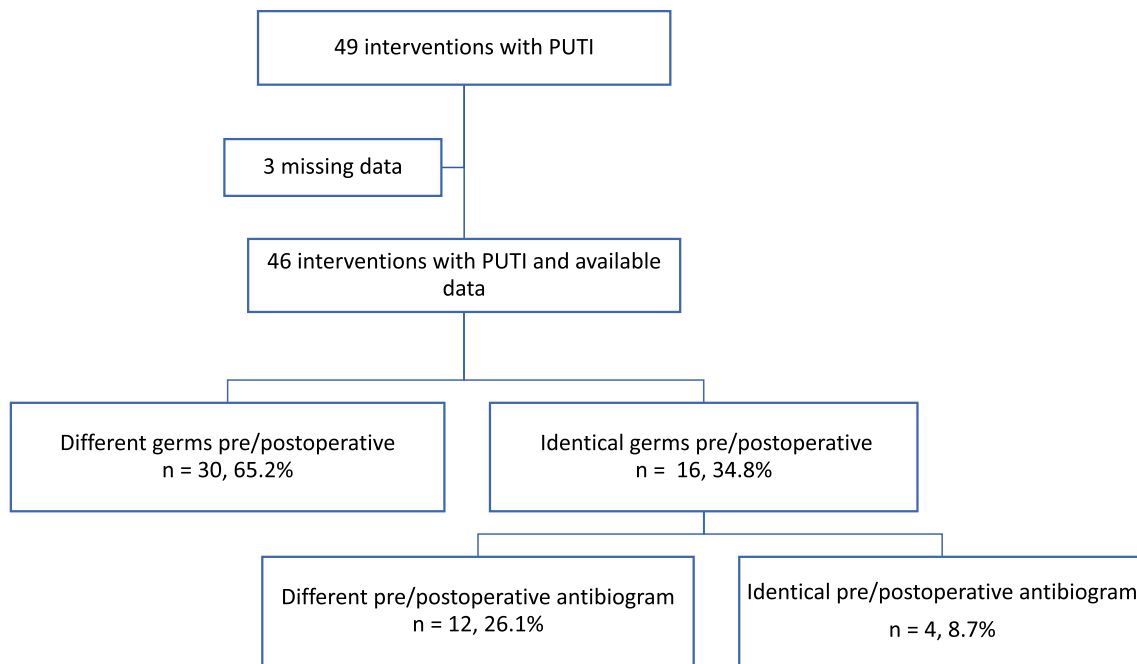 49 interventions with PUTI
3 missing data
46 interventions with PUTI and available
data
Different germs pre/postoperative
n = 30, 65.2%
Identical germs pre/postoperative
n = 16, 34.8%
Different pre/postoperative antibiogram
n = 12, 26.1%
Identical pre/postoperative antibiogram
n = 4, 8.7%